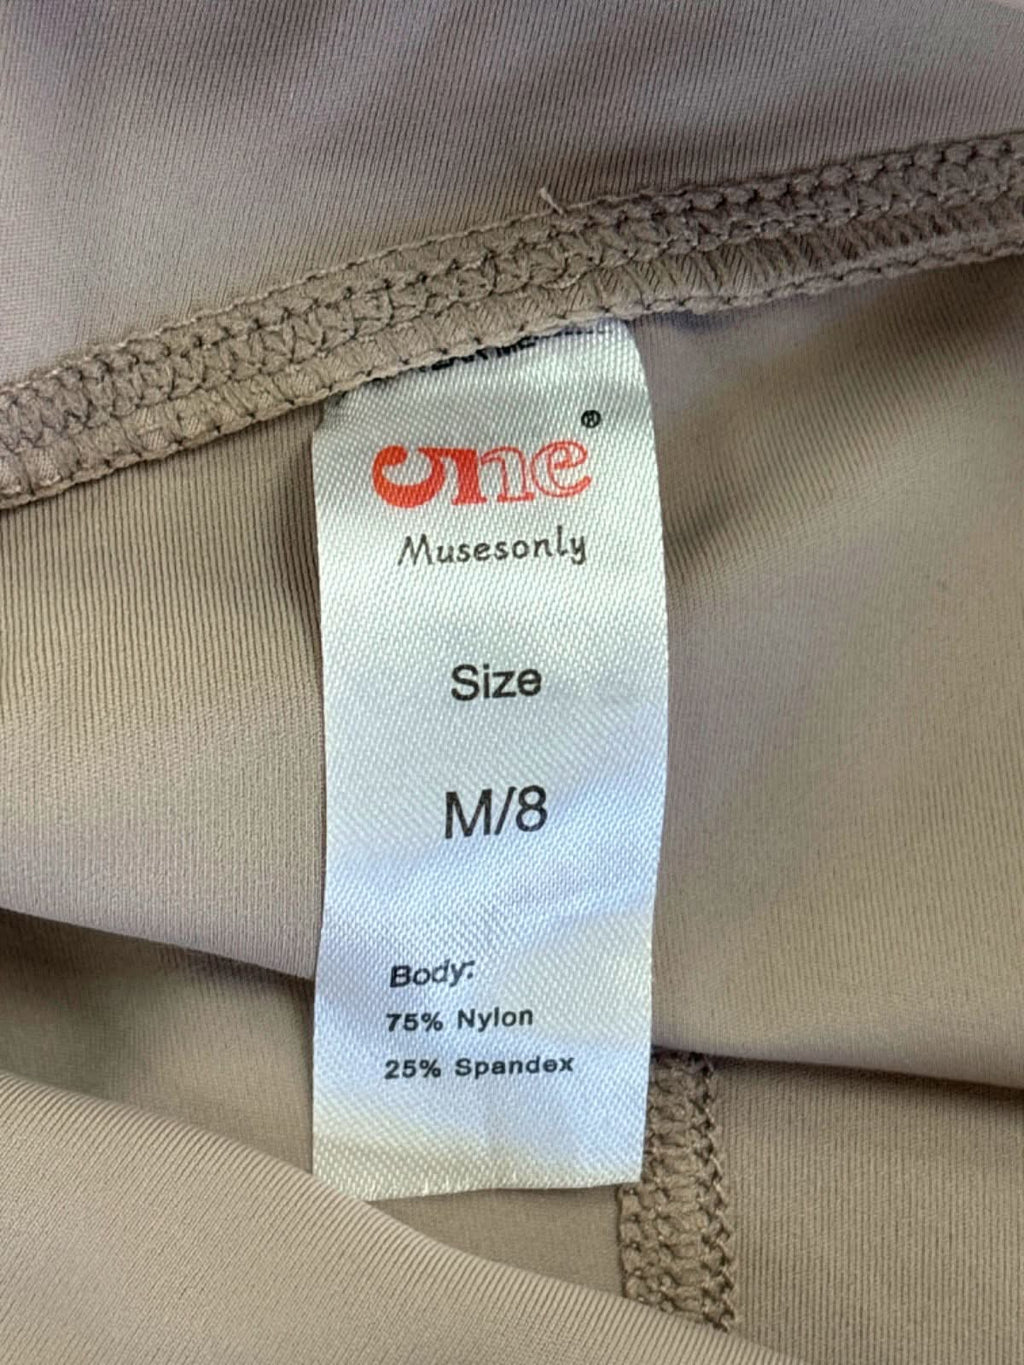 One®
Musesonly
Size
M/8
Body:
75% Nylon
25% Spandex